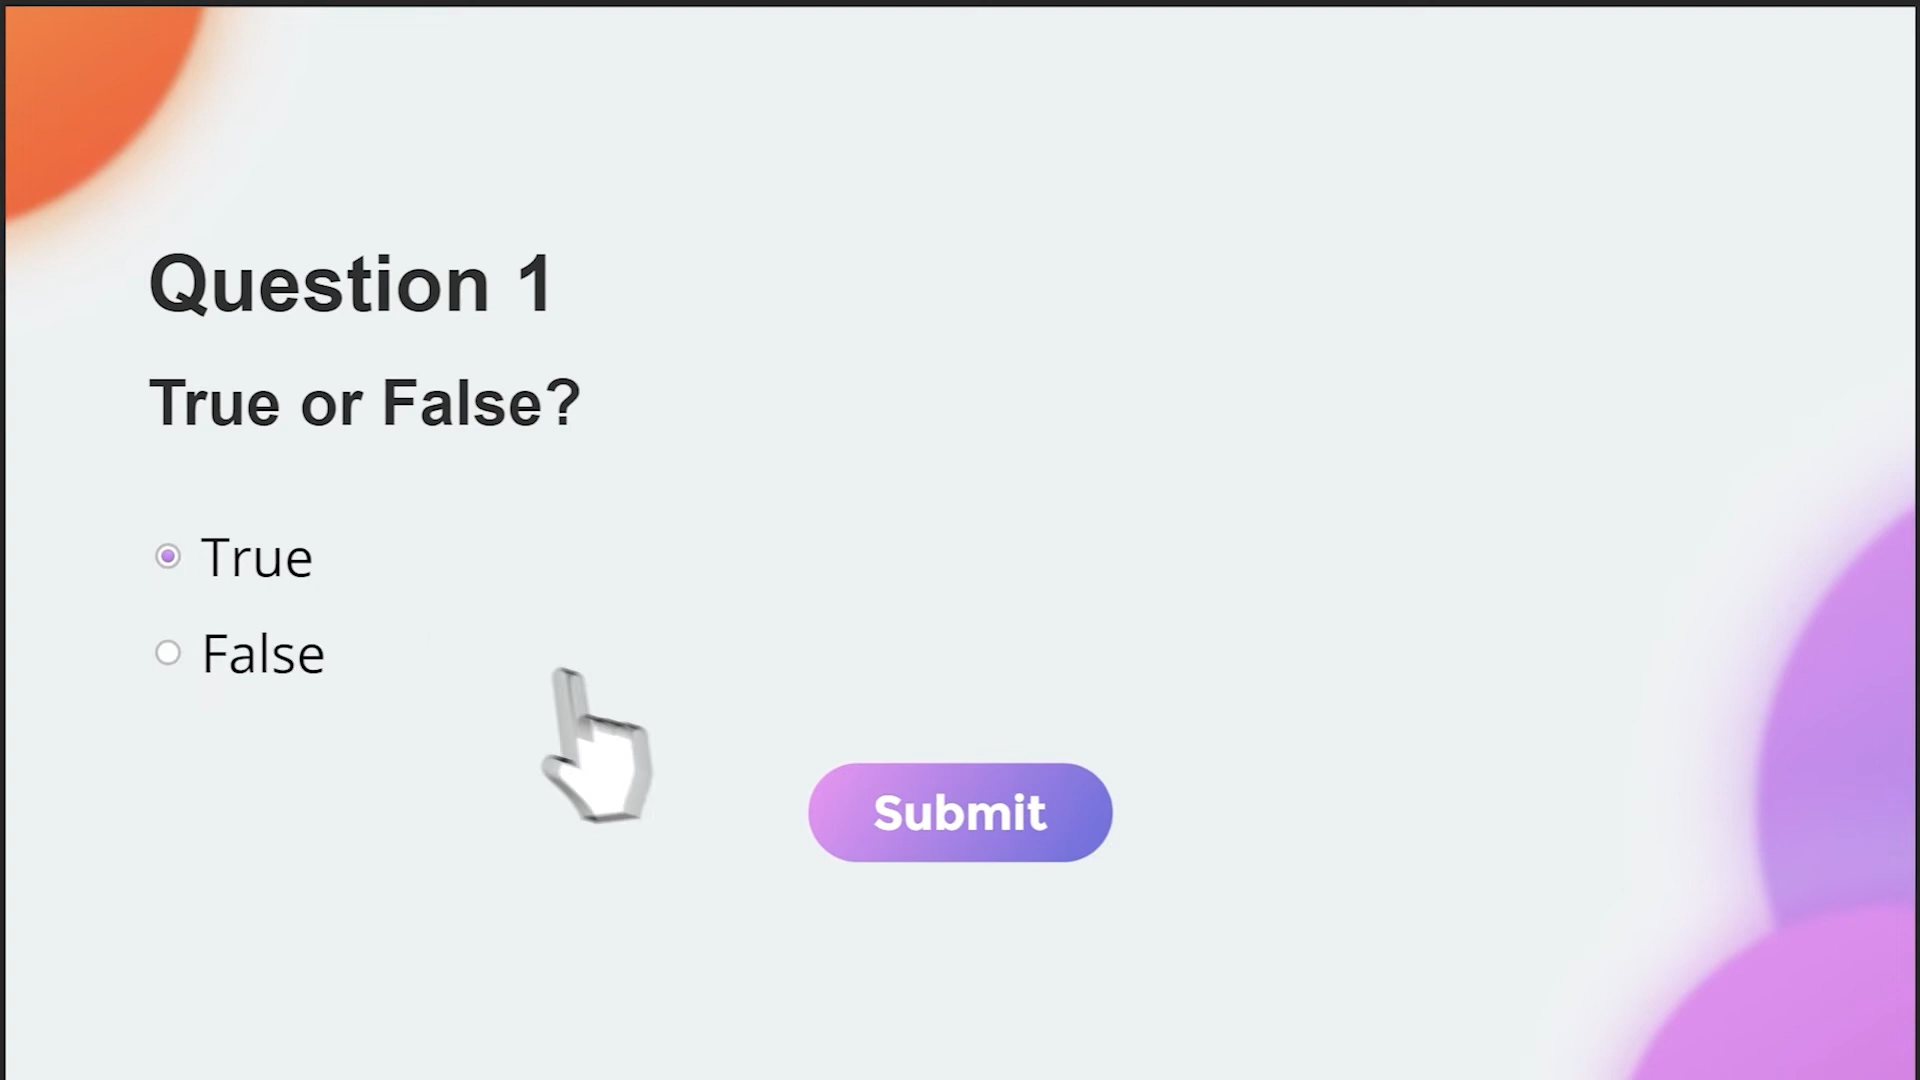 Question 1
True or False?
True
False
Submit